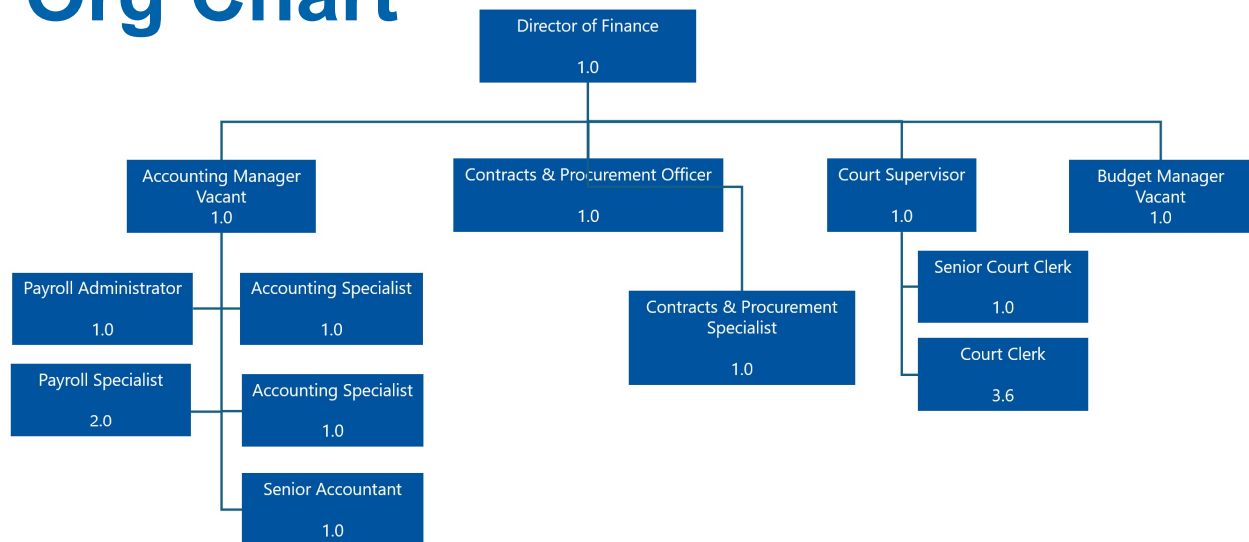 Org Chart
Director of Finance
1.0
Accounting Manager
Vacant
1.0
Contracts & Procurement Officer
1.0
Court Supervisor
1.0
Budget Manager
Vacant
1.0
Payroll Administrator
1.0
Accounting Specialist
1.0
Payroll Specialist
2.0
Accounting Specialist
1.0
Senior Accountant
1.0
Contracts & Procurement
Specialist
1.0
Senior Court Clerk
1.0
Court Clerk
3.6